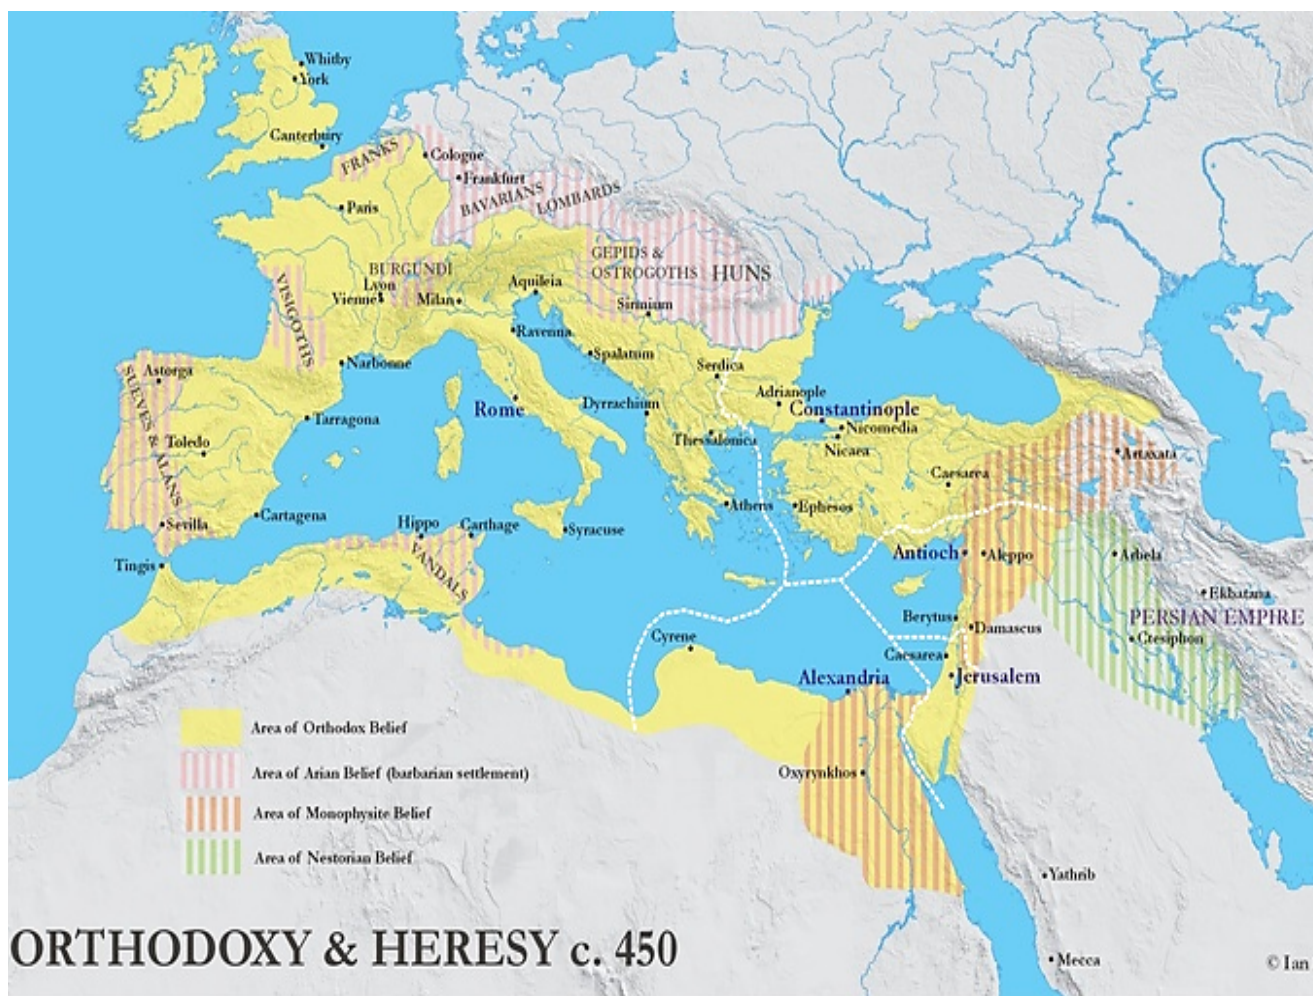 Whitby
York
Canterbury
FRANKS
Cologne
Frankfurt
BAVARIANS
LOMBARDS
Paris
BURGUNDI
Lyon
Vienne
Milan
Aquileia
GEPIDS &
OSTROGOTHS
HUNS
Sirmium
VISIGOTHS
Ravenna
Spalatum
Narbonne
Serdica
Astorga
SUEVES & ALANS
Adrianople
Rome
Dyrrachium
Constantinople
Nicomedia
Tarragona
Thessalonica
Nicaea
Toledo
Artaxata
Caesarea
Athens
Ephesos
Cartagena
Sevilla
Hippo
Carthage
Syracuse
VANDALS
Antioch
Aleppo
Arbela
Tingis
Ekbatana
PERSIAN EMPIRE
Berytus
Damascus
Ctesiphon
Cyrene
Caesarea
Alexandria
Jerusalem
Area of Orthodox Belief
Area of Arian Belief (barbarian settlement)
Oxyrynkhos
Area of Monophysite Belief
Area of Nestorian Belief
Yathrib
ORTHODOXY & HERESY c. 450
Mecca
© Ian